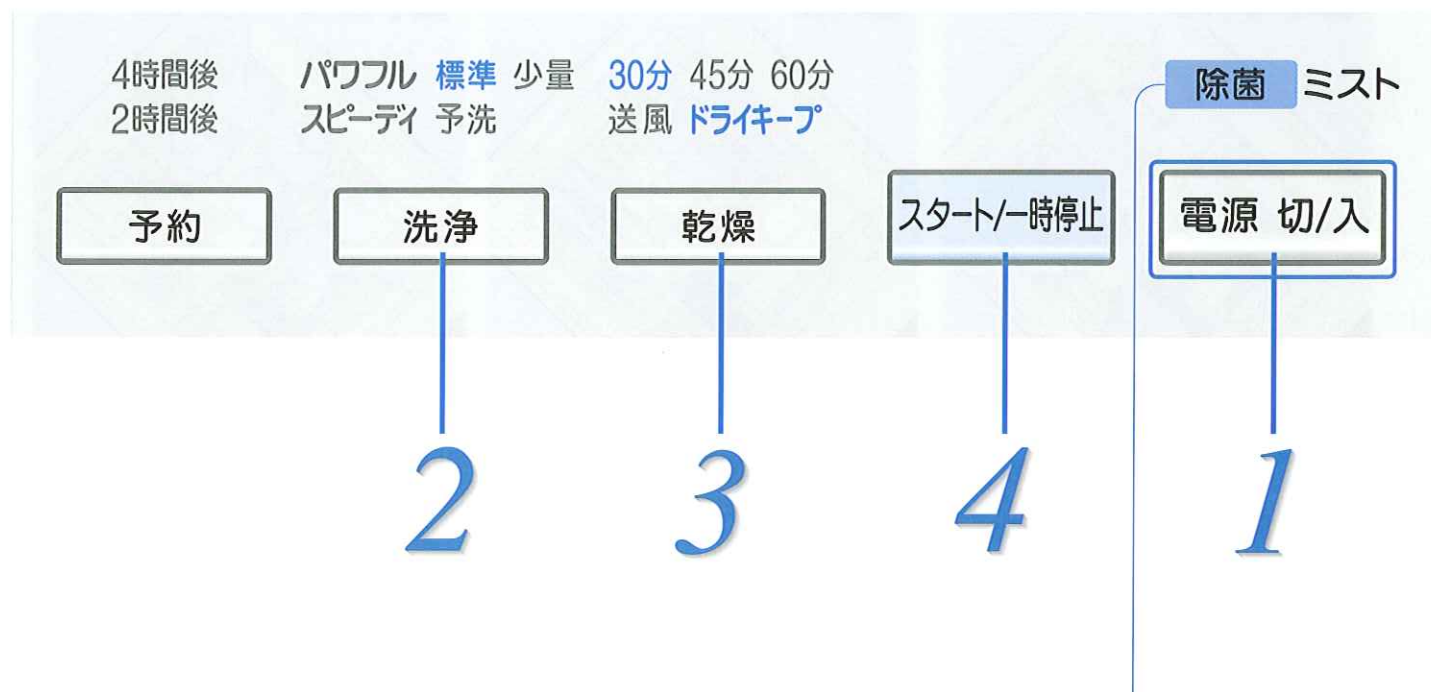 4時間後 パワフル 標準 少量 30分 45分 60分
2時間後 スピーディ 予洗 送風 ドライキープ
除菌 ミスト
予約 洗浄 乾燥 スタート/一時停止 電源 切/入
2 3 4 1